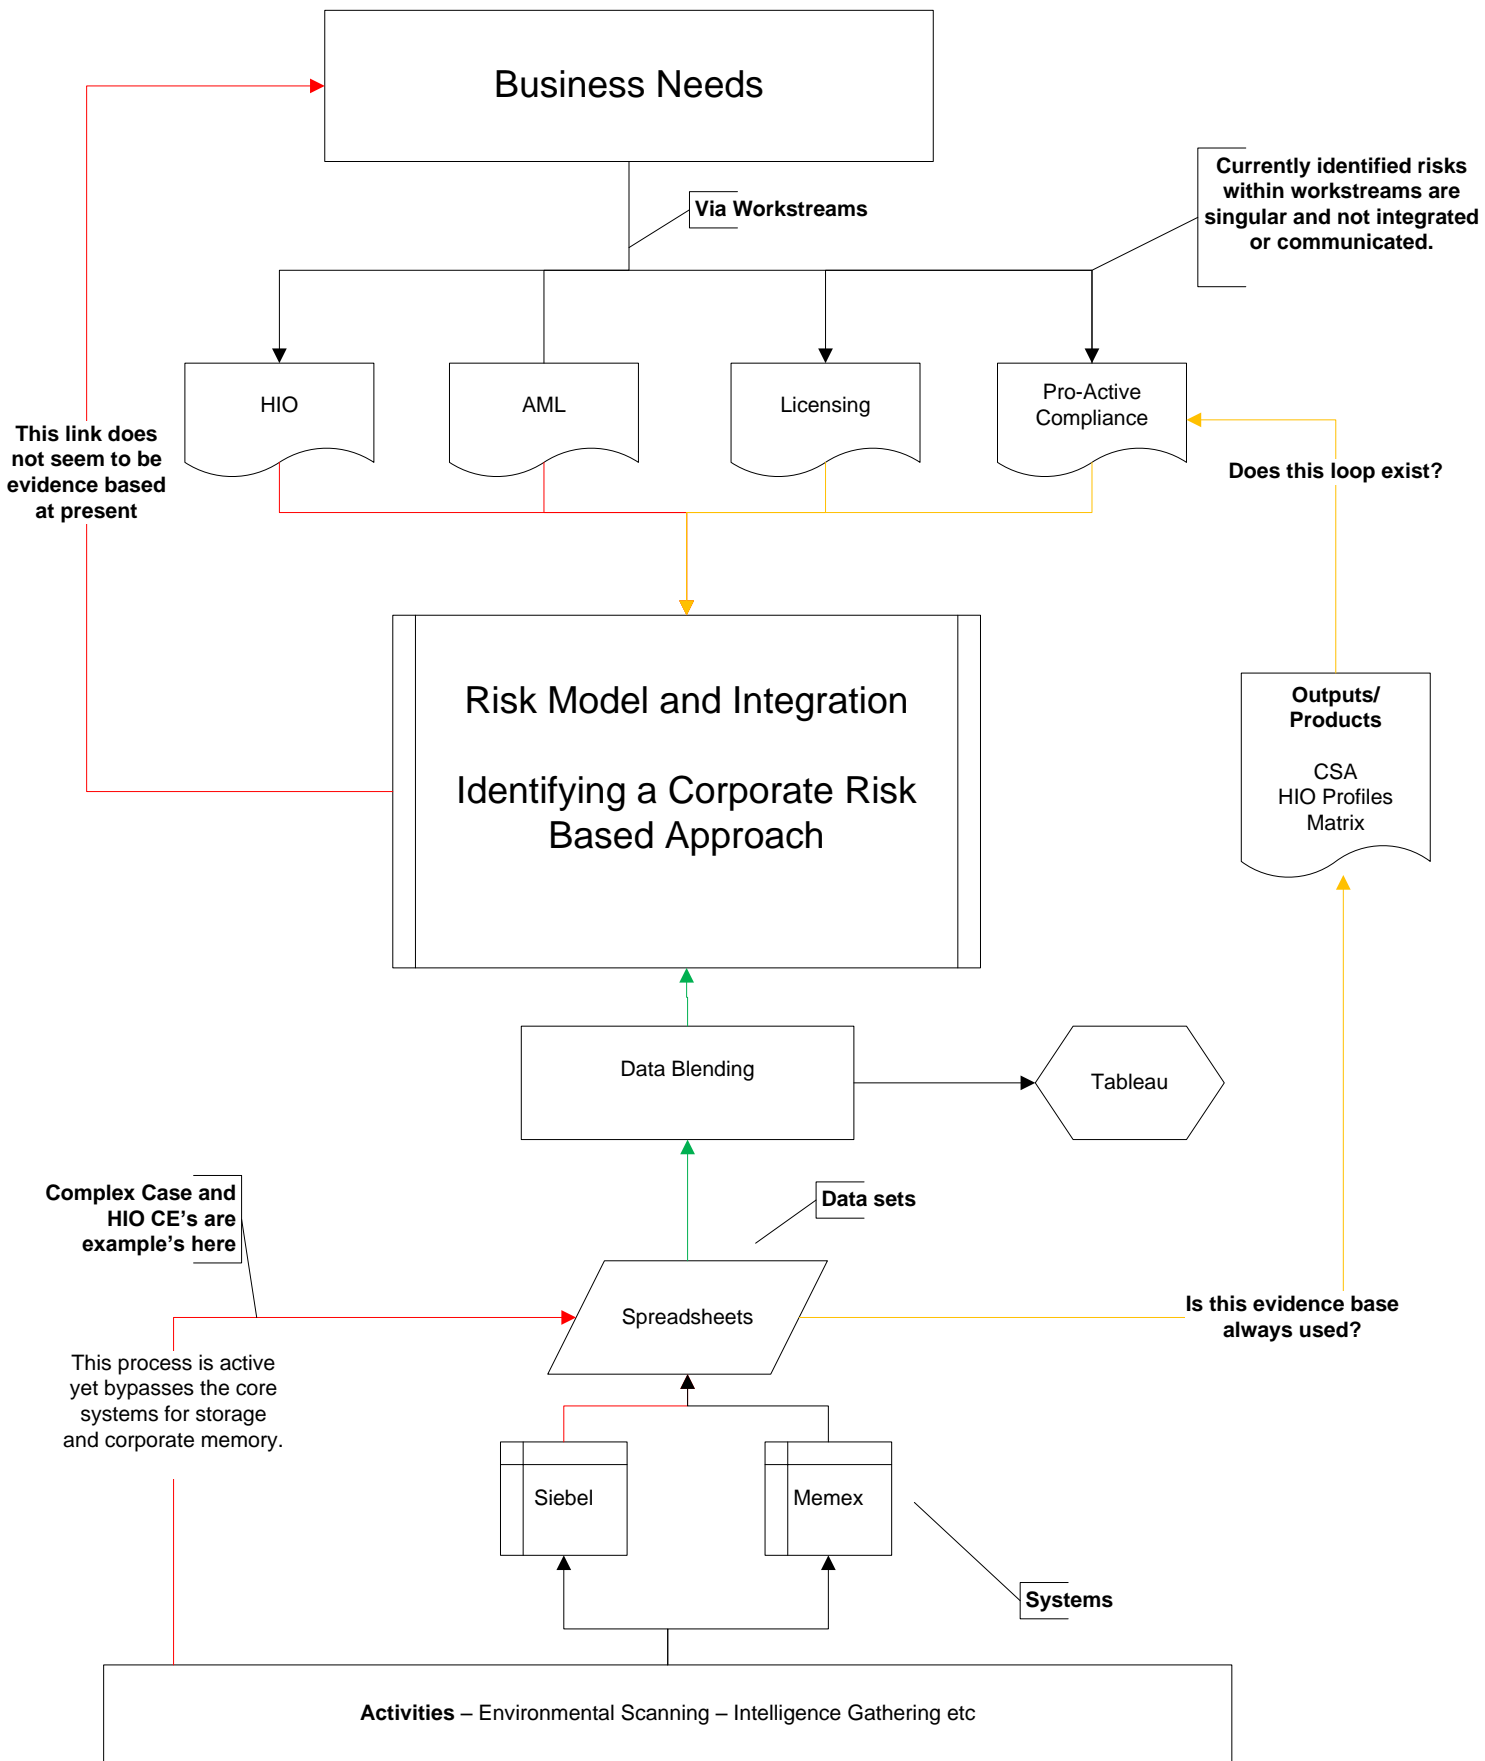 Business Needs
Via Workstreams
Currently identified risks
within workstreams are
singular and not integrated
or communicated.
HIO
AML
Licensing
Pro-Active
Compliance
This link does
not seem to be
evidence based
at present
Does this loop exist?
Risk Model and Integration
Identifying a Corporate Risk
Based Approach
Outputs/
Products
CSA
HIO Profiles
Matrix
Data Blending
Tableau
Complex Case and
HIO CE’s are
example’s here
Data sets
Spreadsheets
Is this evidence base
always used?
This process is active
yet bypasses the core
systems for storage
and corporate memory.
Siebel
Memex
Systems
Activities – Environmental Scanning – Intelligence Gathering etc